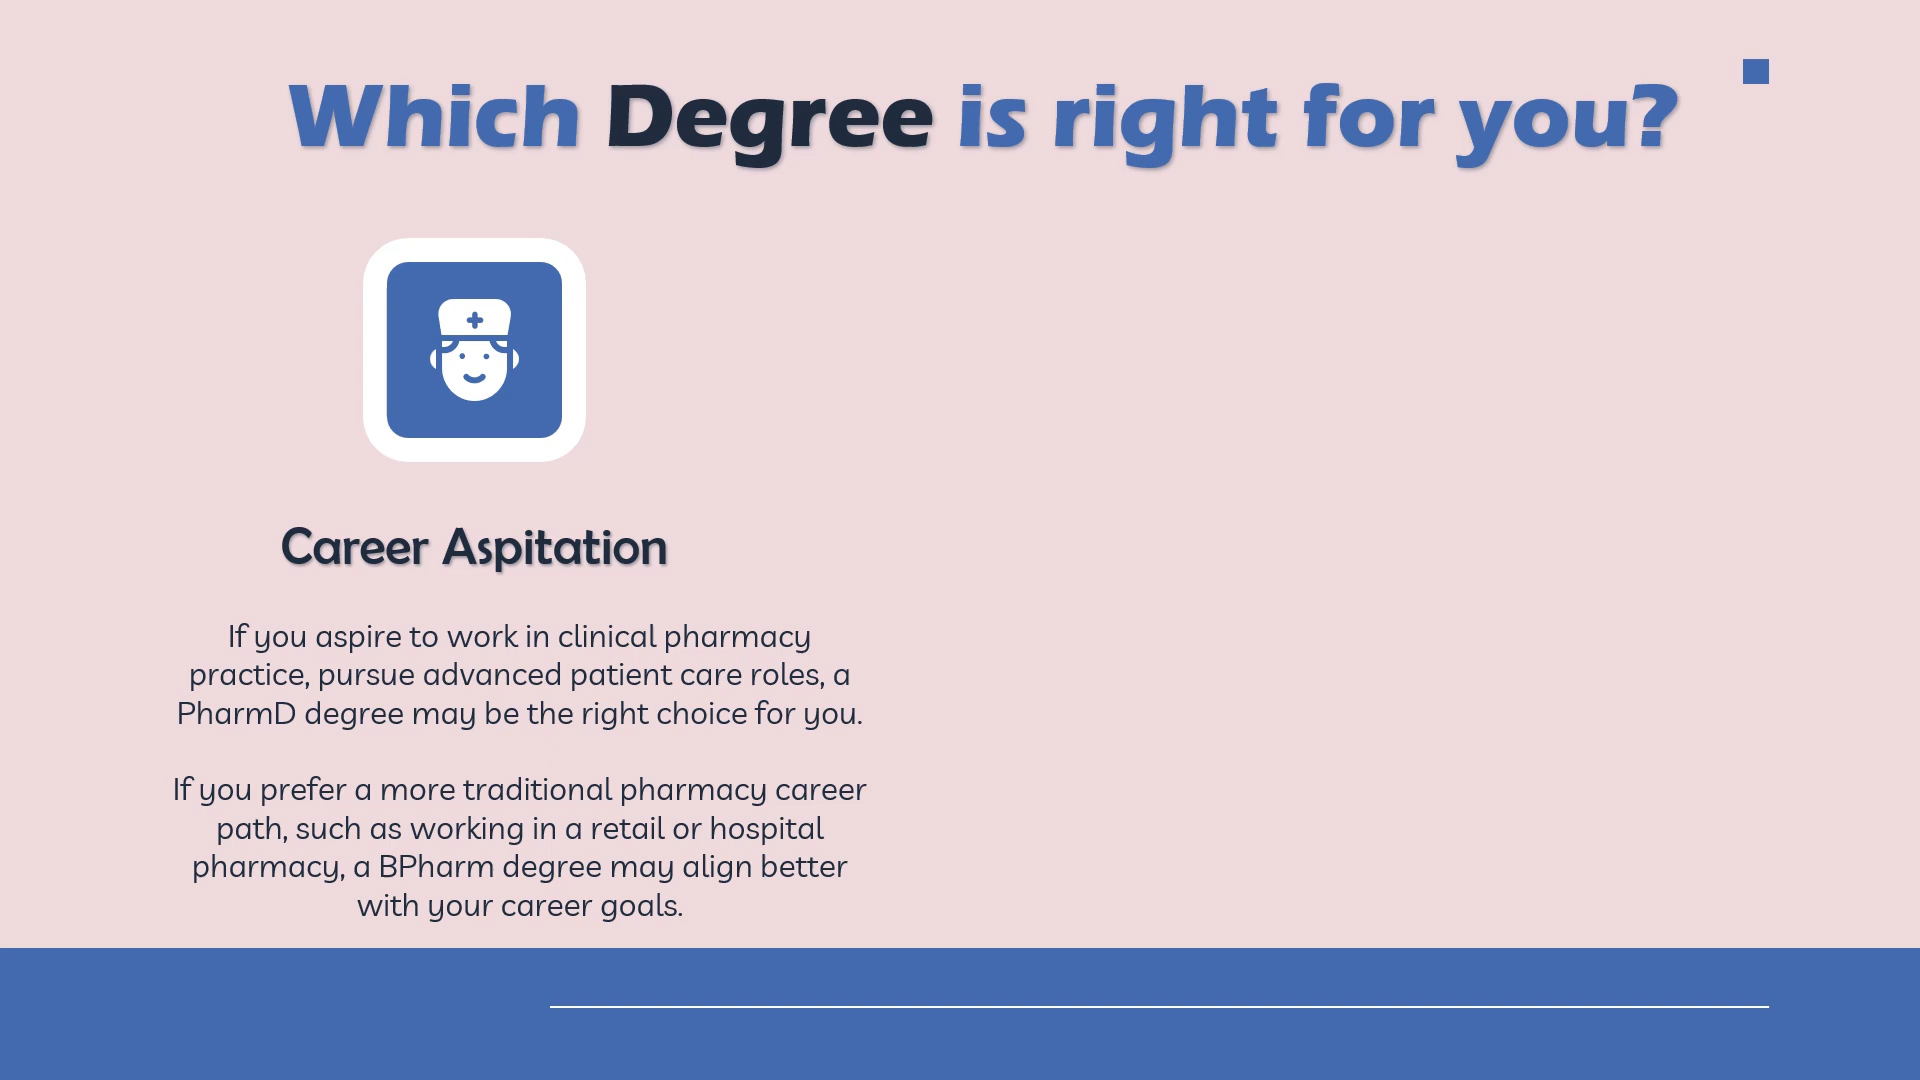 Which Degree is right for you?
Career Aspitation
If you aspire to work in clinical pharmacy
practice, pursue advanced patient care roles, a
PharmD degree may be the right choice for you.
If you prefer a more traditional pharmacy career
path, such as working in a retail or hospital
pharmacy, a BPharm degree may align better
with your career goals.